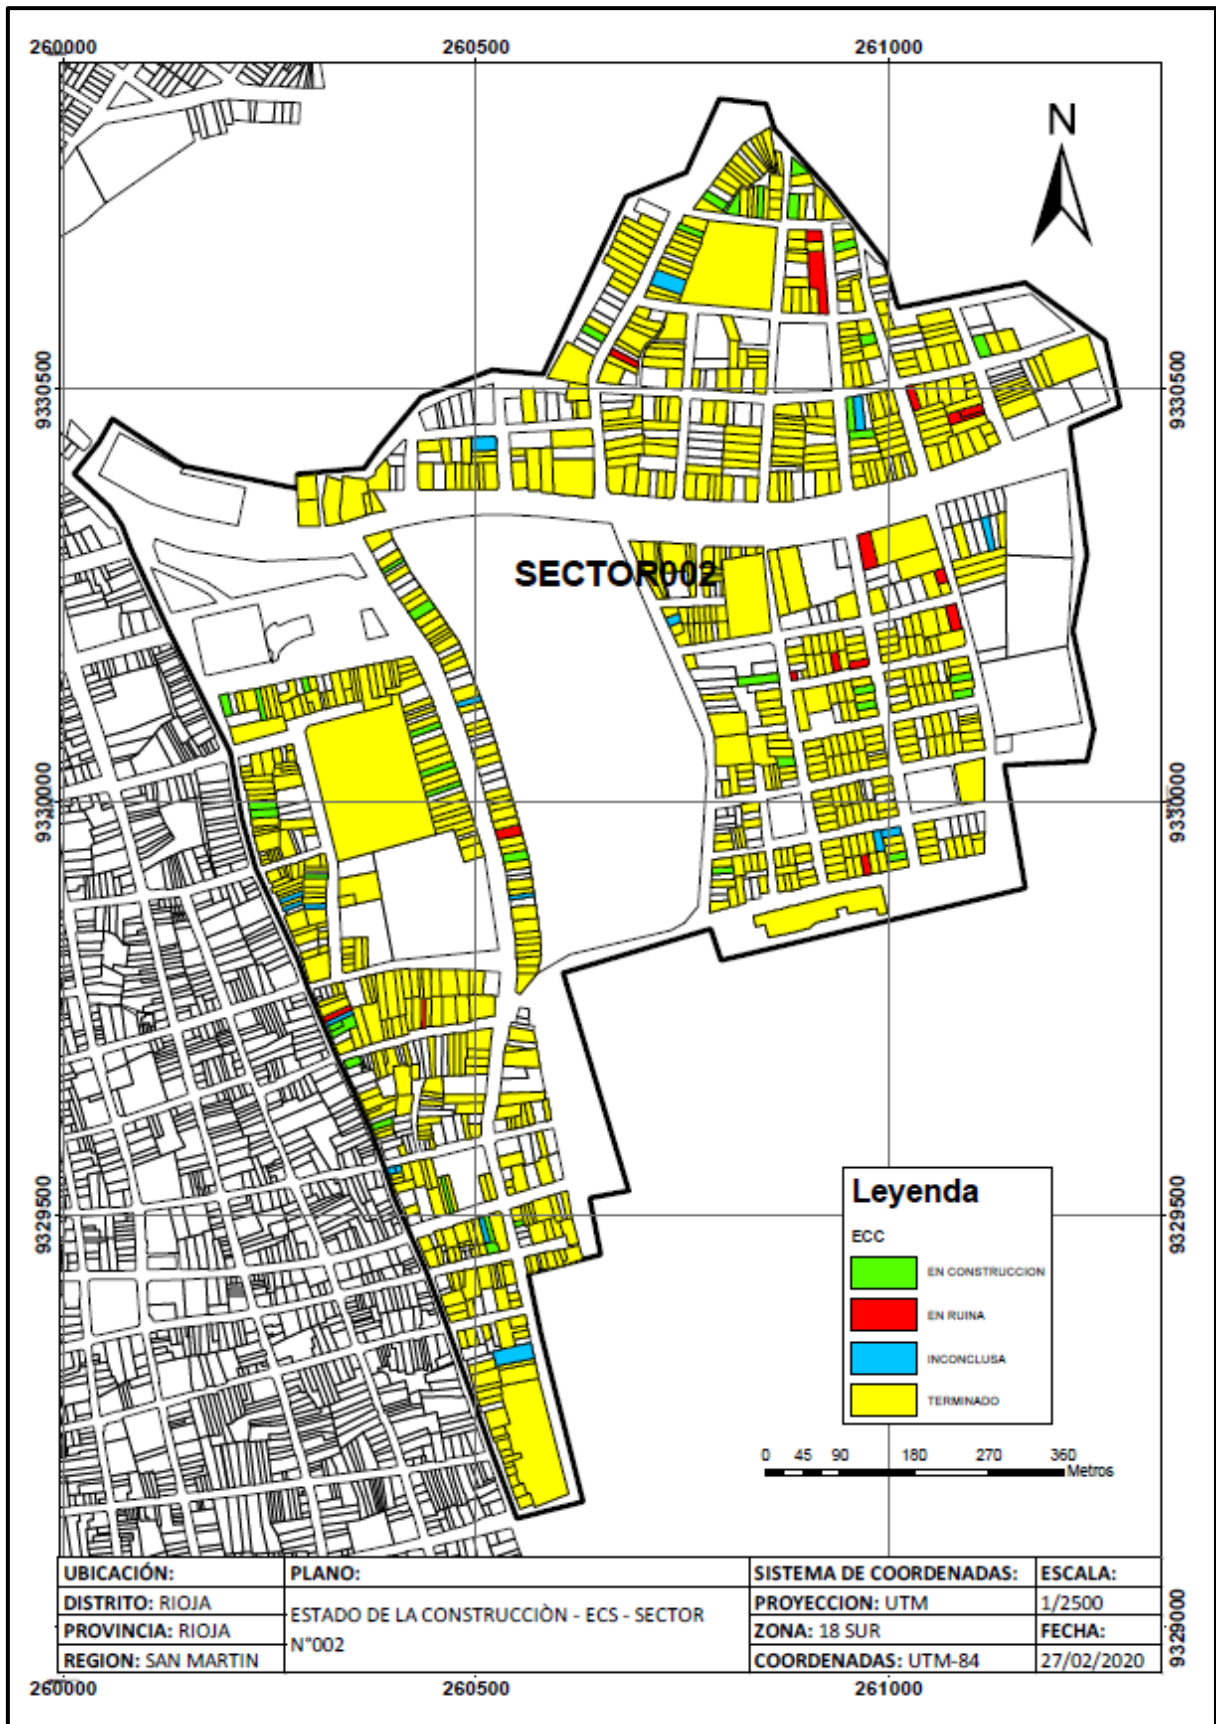 260000 260500 261000
N
9330500 9330500
SECTOR002
9330000 9330000
9329500 9329500
Leyenda
ECC
EN CONSTRUCCION
EN RUINA
INCONCLUSA
TERMINADO
0 45 90 180 270 360
Metros
UBICACIÓN: PLANO: SISTEMA DE COORDENADAS: ESCALA:
DISTRITO: RIOJA ESTADO DE LA CONSTRUCCIÒN - ECS - SECTOR PROYECCION: UTM 1/2500
PROVINCIA: RIOJA N°002 ZONA: 18 SUR FECHA:
REGION: SAN MARTIN COORDENADAS: UTM-84 27/02/2020
9329000
260000 260500 261000